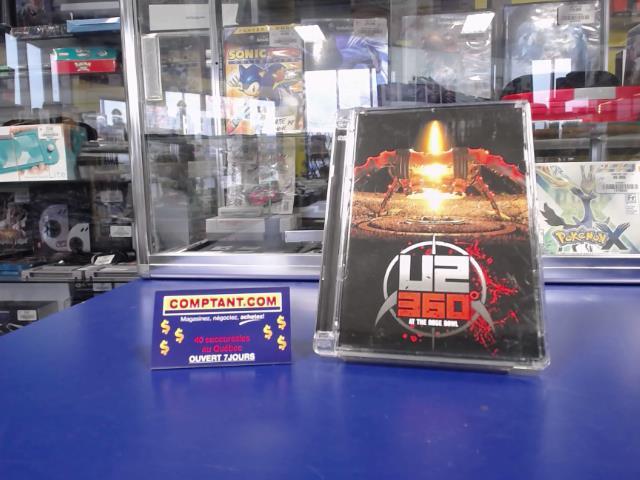 SONIC
Pokémon
COMPTANT.COM
Magasinez, négociez, achetez!
40 succursales
au Québec
OUVERT 7JOURS
U2
360°
AT THE ROSE BOWL
POKéMON